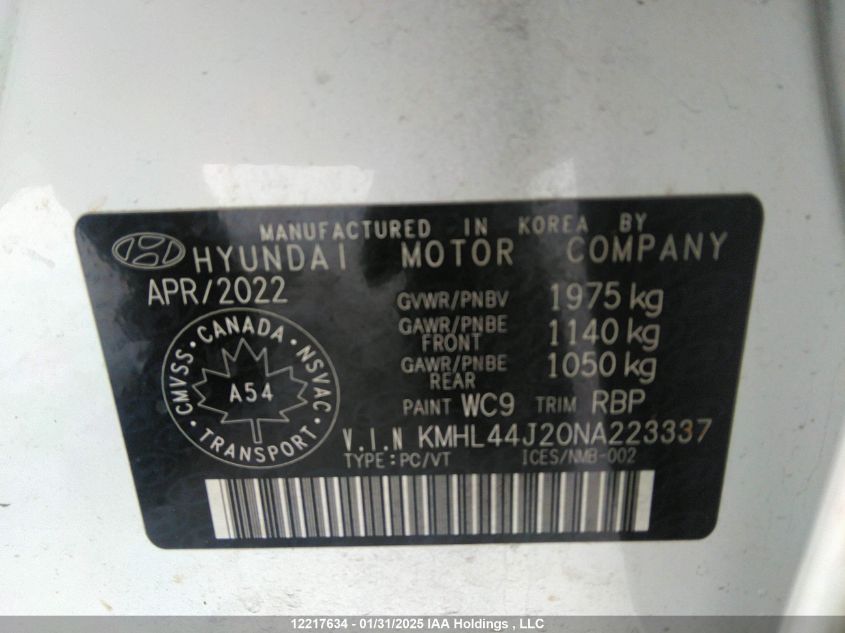 MANUFACTURED IN KOREA BY
HYUNDAI MOTOR COMPANY
APR/2022
GVWR/PNBV 1975 kg
GAWR/PNBE FRONT 1140 kg
GAWR/PNBE REAR 1050 kg
PAINT WC9 TRIM RBP
CMVSS • CANADA • NSVAC • TRANSPORT •
A54
V.I.N KMHL44J20NA223337
TYPE:PC/VT ICES/NMB-002
12217634 - 01/31/2025 IAA Holdings , LLC